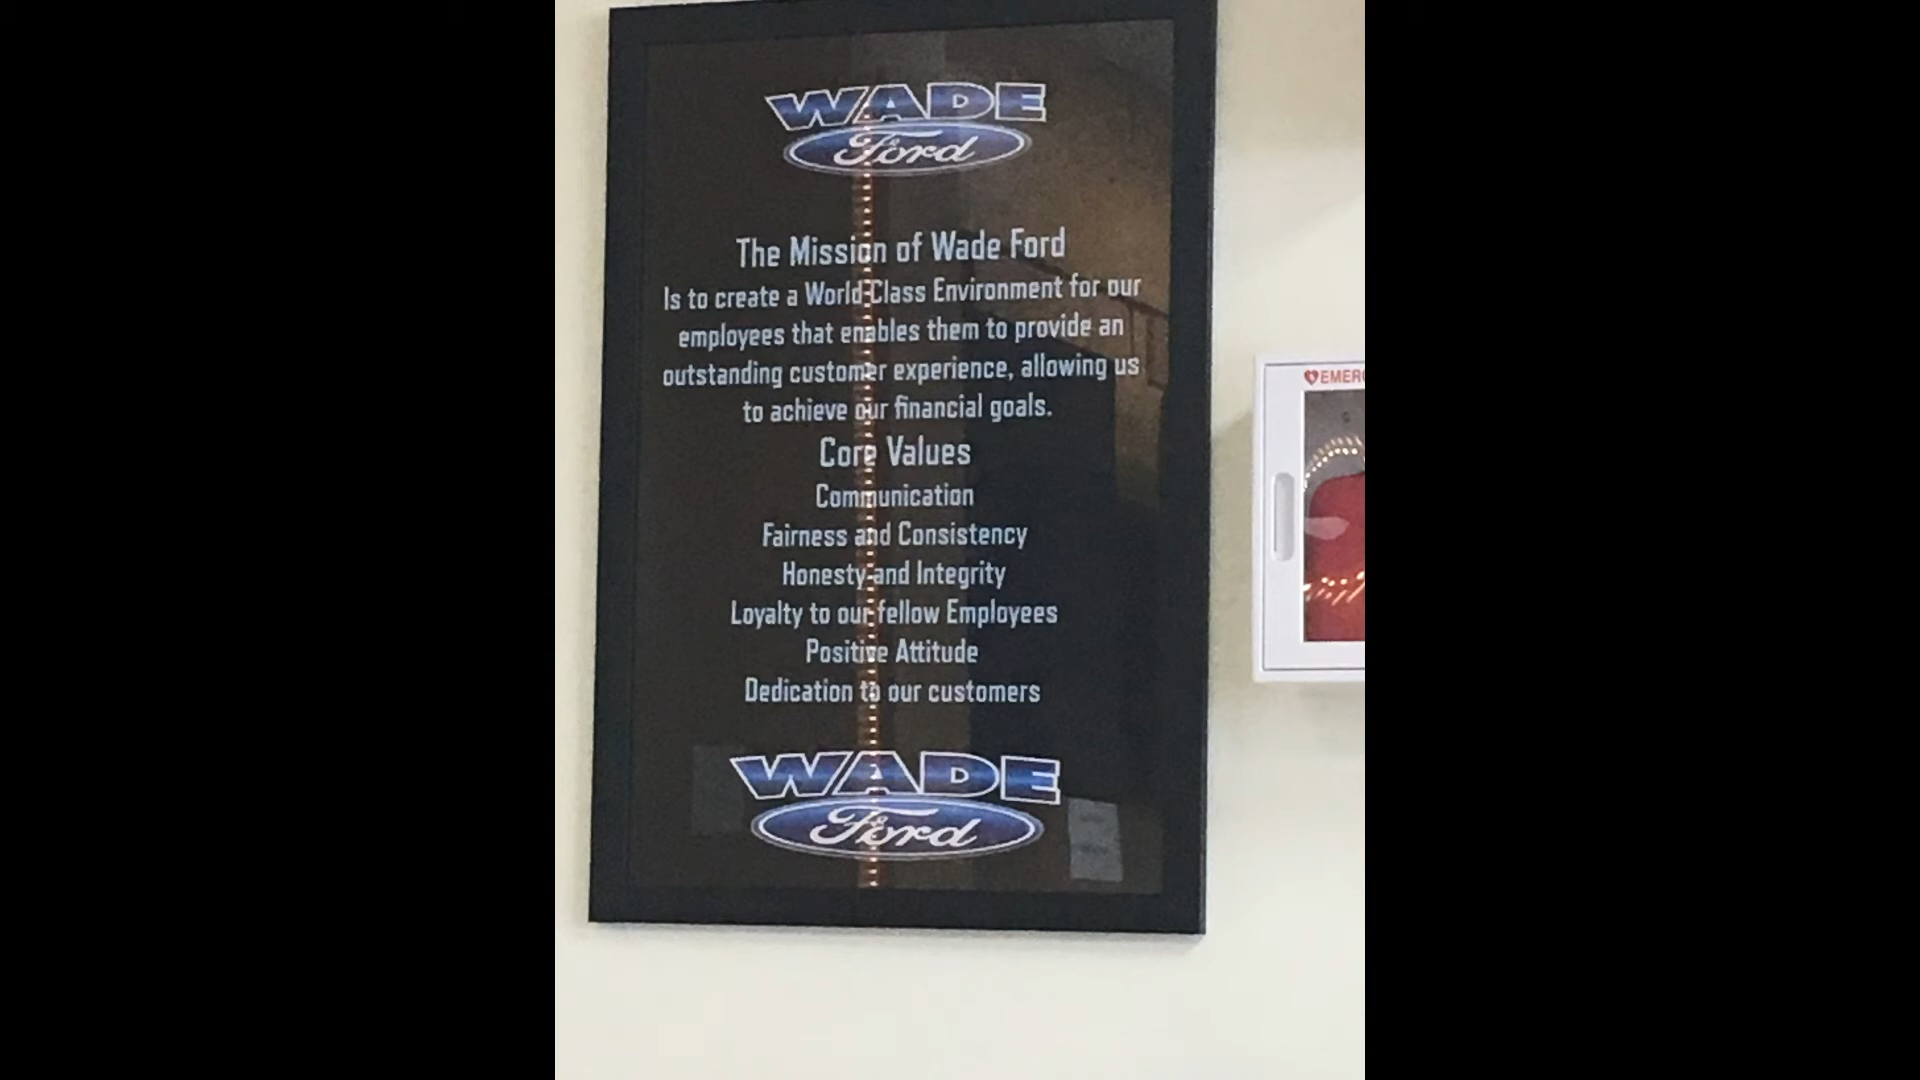 WADE
Ford
The Mission of Wade Ford
Is to create a World Class Environment for our
employees that enables them to provide an
outstanding customer experience, allowing us
to achieve our financial goals.
Core Values
Communication
Fairness and Consistency
Honesty and Integrity
Loyalty to our fellow Employees
Positive Attitude
Dedication to our customers
WADE
Ford
EMERG